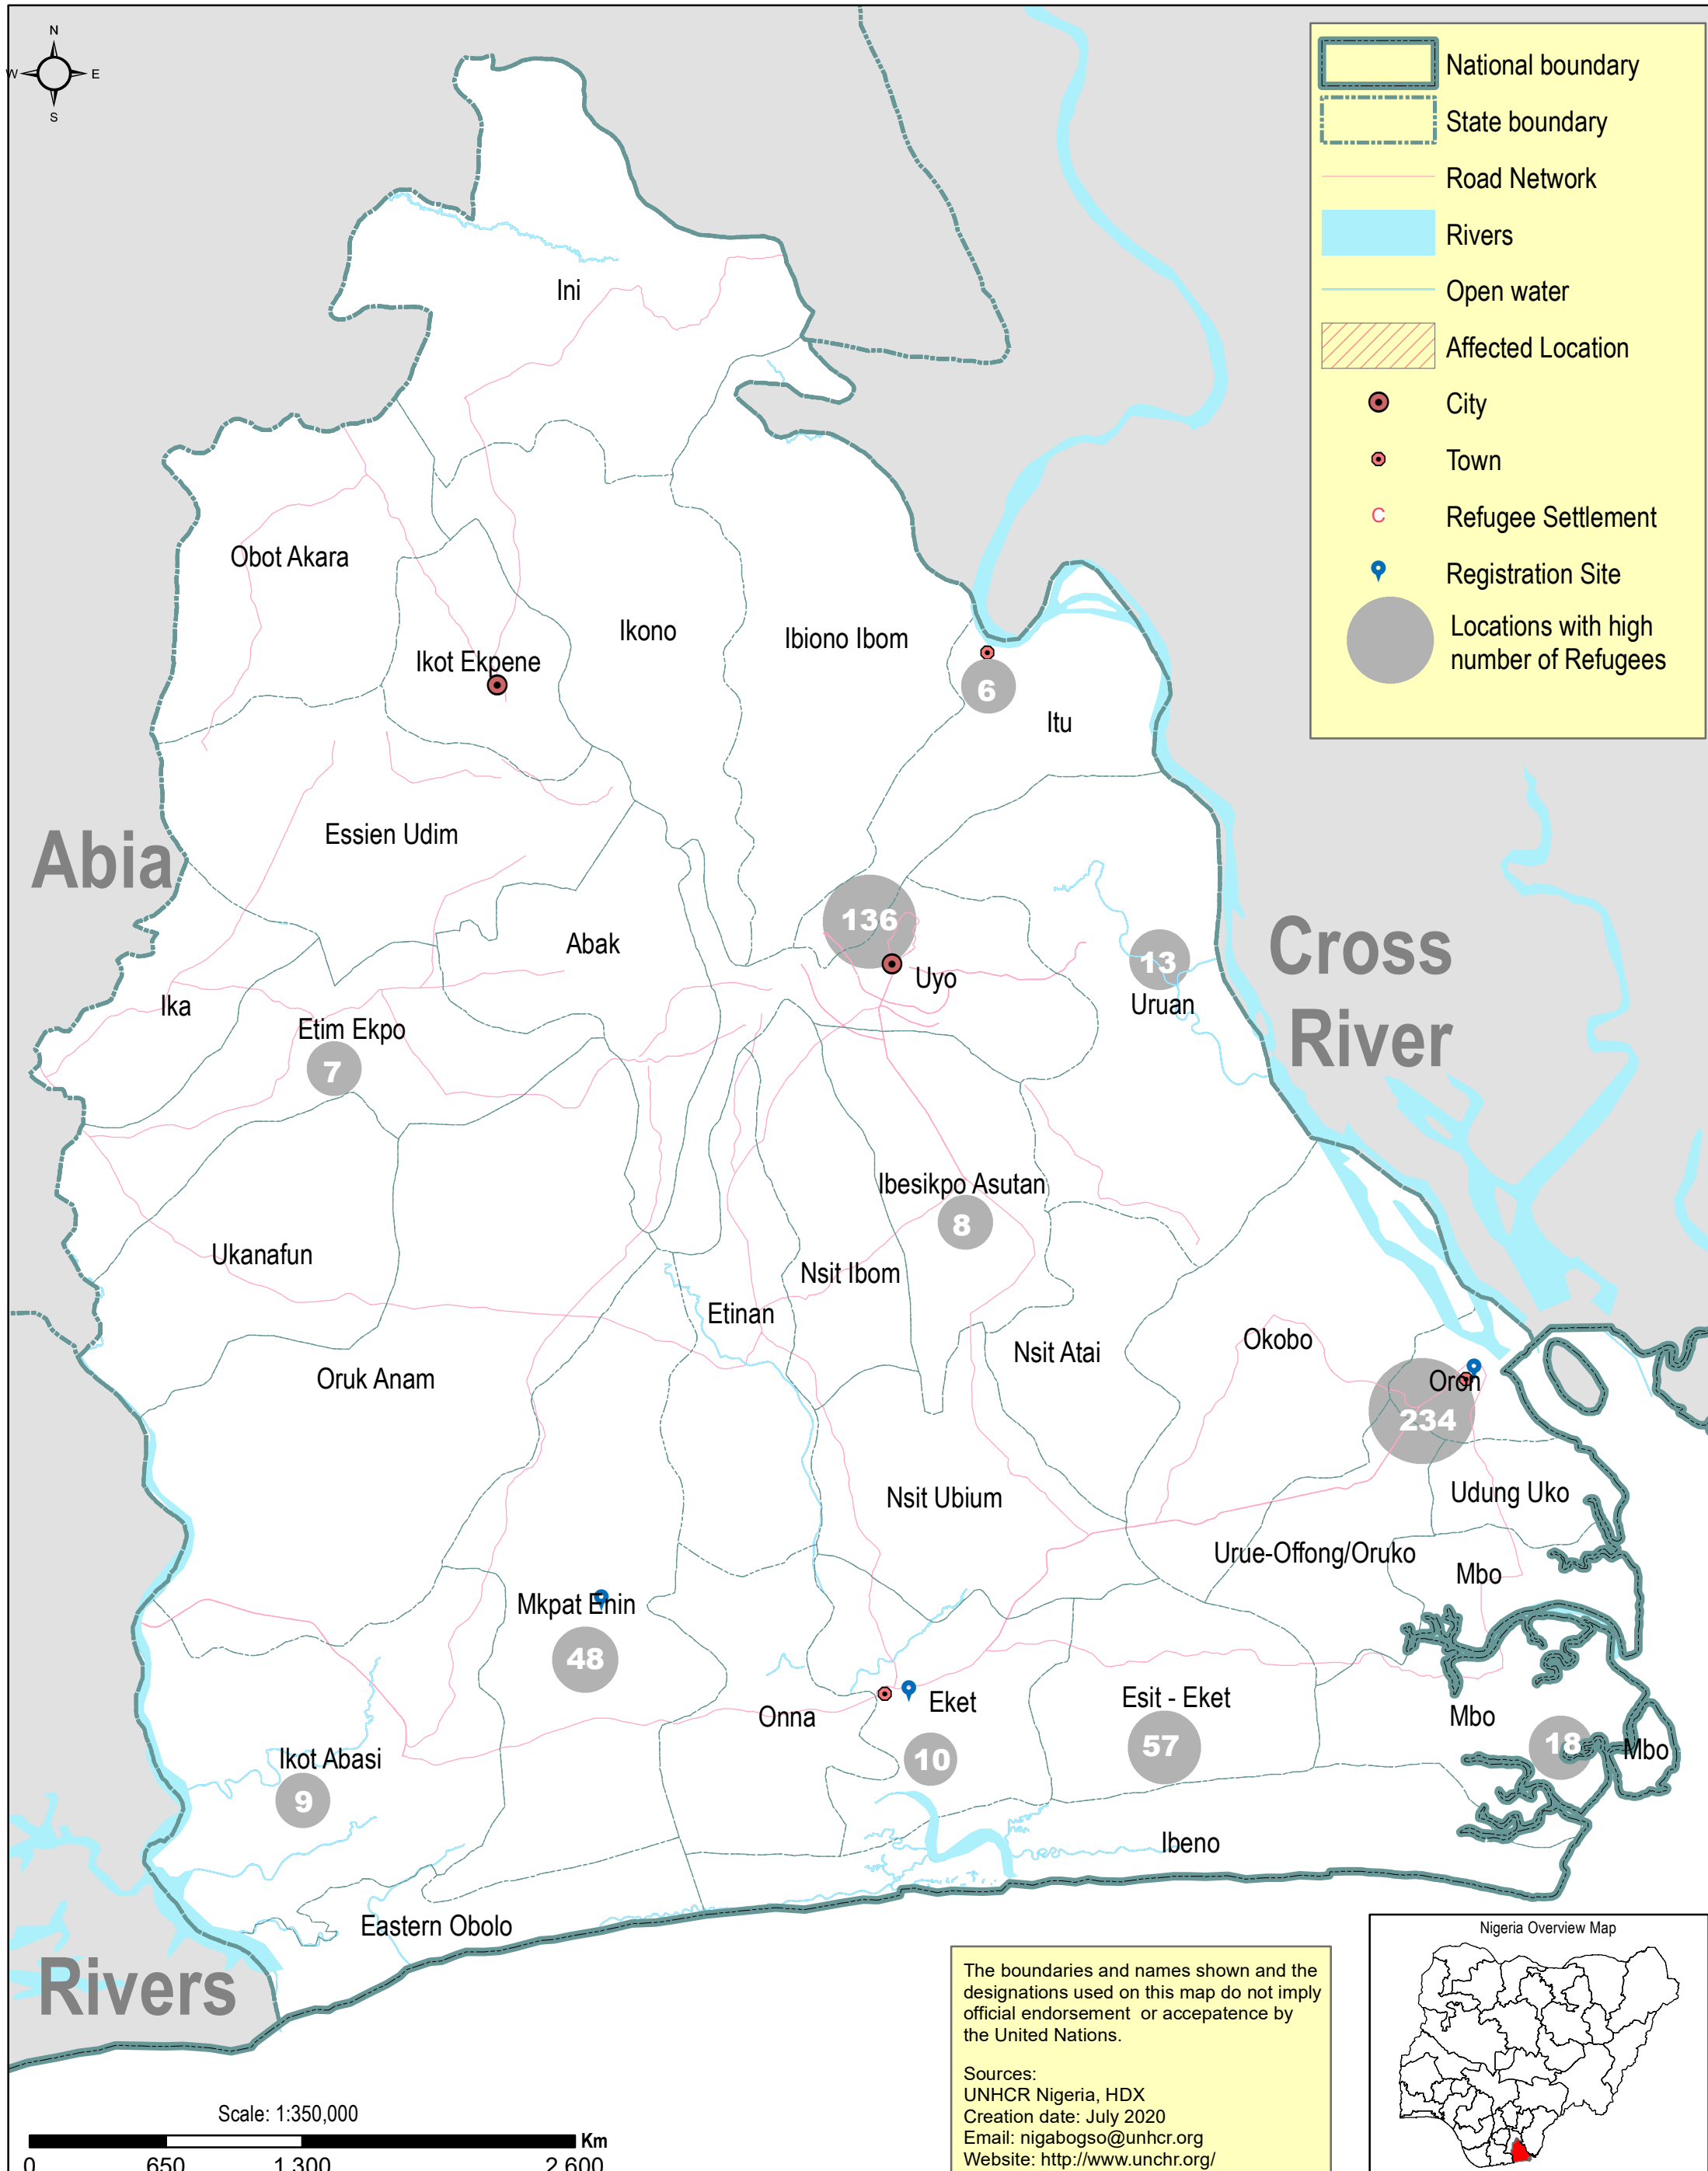 N
W
E
S
National boundary
State boundary
Road Network
Rivers
Open water
Affected Location
City
Town
C
Refugee Settlement
Registration Site
Locations with high
number of Refugees
Ini
Obot Akara
Ikot Ekpene
Ikono
Ibiono Ibom
6
Itu
Abia
Essien Udim
Abak
136
Uyo
13
Uruan
Cross
River
Ika
Etim Ekpo
7
Ibesikpo Asutan
8
Ukanafun
Nsit Ibom
Etinan
Nsit Atai
Okobo
Oruk Anam
Oron
234
Nsit Ubium
Udung Uko
Urue-Offong/Oruko
Mbo
Mkpat Enin
48
Onna
Eket
10
Esit - Eket
57
Mbo
18
Mbo
Ikot Abasi
9
Ibeno
Eastern Obolo
Rivers
The boundaries and names shown and the
designations used on this map do not imply
official endorsement or accepatence by
the United Nations.
Sources:
UNHCR Nigeria, HDX
Creation date: July 2020
Email: nigabogso@unhcr.org
Website: http://www.unchr.org/
Nigeria Overview Map
Scale: 1:350,000
Km
0 650 1,300 2,600